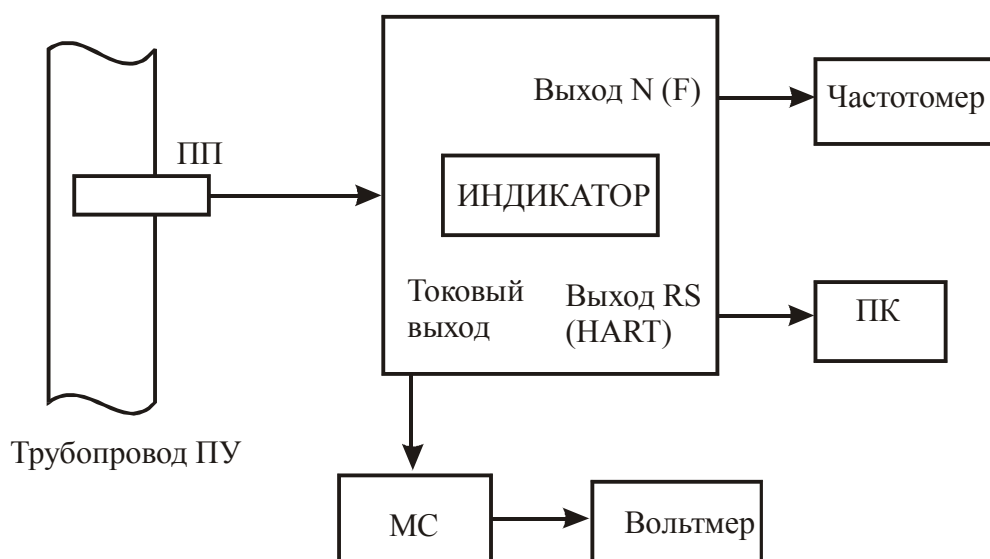 Выход N (F)
Частотомер
ПП
ИНДИКАТОР
Токовый
выход
Выход RS
(HART)
ПК
Трубопровод ПУ
МС
Вольтмер